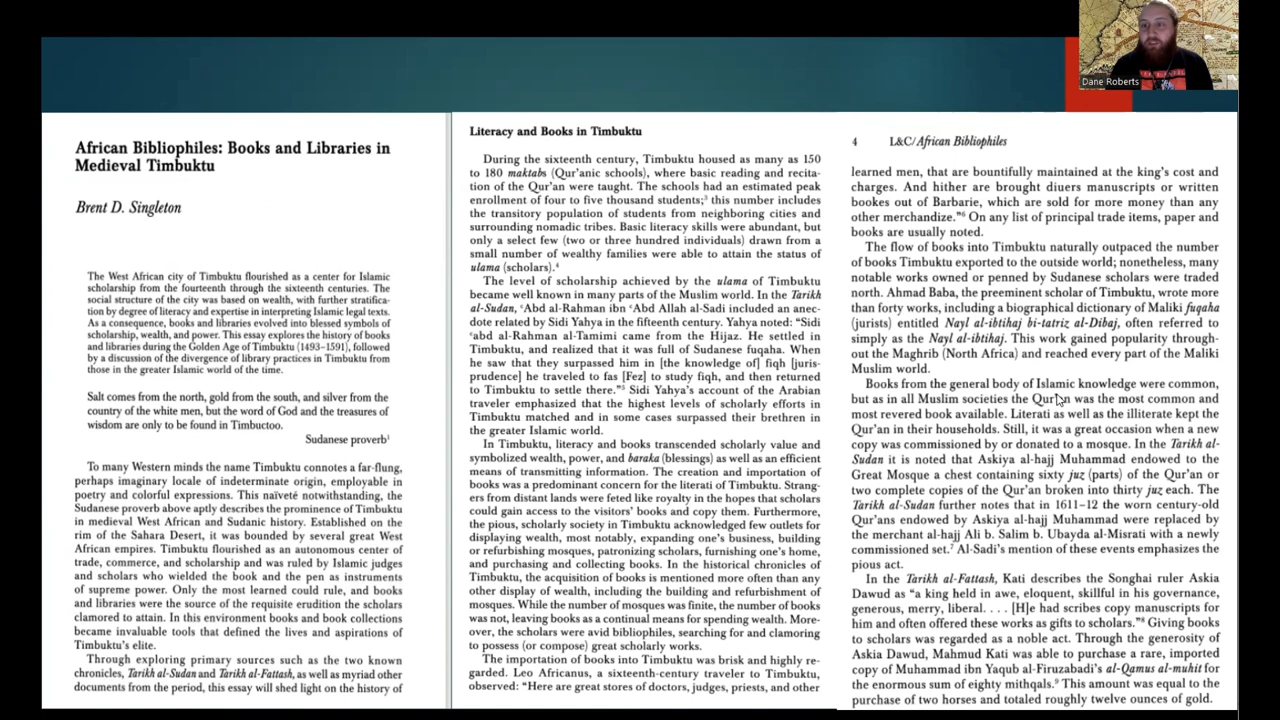 Dane Roberts
African Bibliophiles: Books and Libraries in
Medieval Timbuktu
Brent D. Singleton
The West African city of Timbuktu flourished as a center for Islamic
scholarship from the fourteenth through the sixteenth centuries. The
social structure of the city was based on wealth, with further stratifica-
tion by degree of literacy and expertise in interpreting Islamic legal texts.
As a consequence, books and libraries evolved into blessed symbols of
scholarship, wealth, and power. This essay explores the history of books
and libraries during the Golden Age of Timbuktu (1493–1591), followed
by a discussion of the divergence of library practices in Timbuktu from
those in the greater Islamic world of the time.
Salt comes from the north, gold from the south, and silver from the
country of the white men, but the word of God and the treasures of
wisdom are only to be found in Timbuctoo.
Sudanese proverb¹
To many Western minds the name Timbuktu connotes a far-flung,
perhaps imaginary locale of indeterminate origin, employable in
poetry and colorful expressions. This naïveté notwithstanding, the
Sudanese proverb above aptly describes the prominence of Timbuktu
in medieval West African and Sudanic history. Established on the
rim of the Sahara Desert, it was bounded by several great West
African empires. Timbuktu flourished as an autonomous center of
trade, commerce, and scholarship and was ruled by Islamic judges
and scholars who wielded the book and the pen as instruments
of supreme power. Only the most learned could rule, and books
and libraries were the source of the requisite erudition the scholars
clamored to attain. In this environment books and book collections
became invaluable tools that defined the lives and aspirations of
Timbuktu's elite.
Through exploring primary sources such as the two known
chronicles, Tarikh al-Sudan and Tarikh al-Fattash, as well as myriad other
documents from the period, this essay will shed light on the history of
Literacy and Books in Timbuktu
During the sixteenth century, Timbuktu housed as many as 150
to 180 maktabs (Qur'anic schools), where basic reading and recita-
tion of the Qur'an were taught. The schools had an estimated peak
enrollment of four to five thousand students;³ this number includes
the transitory population of students from neighboring cities and
surrounding nomadic tribes. Basic literacy skills were abundant, but
only a select few (two or three hundred individuals) drawn from a
small number of wealthy families were able to attain the status of
ulama (scholars).⁴
The level of scholarship achieved by the ulama of Timbuktu
became well known in many parts of the Muslim world. In the Tarikh
al-Sudan, ʿAbd al-Rahman ibn ʿAbd Allah al-Sadi included an anec-
dote related by Sidi Yahya in the fifteenth century. Yahya noted: "Sidi
ʿabd al-Rahman al-Tamimi came from the Hijaz. He settled in
Timbuktu, and realized that it was full of Sudanese fuqaha. When
he saw that they surpassed him in [the knowledge of] fiqh [juris-
prudence] he traveled to fas [Fez] to study fiqh, and then returned
to Timbuktu to settle there."⁵ Sidi Yahya's account of the Arabian
traveler emphasized that the highest levels of scholarly efforts in
Timbuktu matched and in some cases surpassed their brethren in
the greater Islamic world.
In Timbuktu, literacy and books transcended scholarly value and
symbolized wealth, power, and baraka (blessings) as well as an efficient
means of transmitting information. The creation and importation of
books was a predominant concern for the literati of Timbuktu. Strang-
ers from distant lands were feted like royalty in the hopes that scholars
could gain access to the visitors' books and copy them. Furthermore,
the pious, scholarly society in Timbuktu acknowledged few outlets for
displaying wealth, most notably, expanding one's business, building
or refurbishing mosques, patronizing scholars, furnishing one's home,
and purchasing and collecting books. In the historical chronicles of
Timbuktu, the acquisition of books is mentioned more often than any
other display of wealth, including the building and refurbishment of
mosques. While the number of mosques was finite, the number of books
was not, leaving books as a continual means for spending wealth. More-
over, the scholars were avid bibliophiles, searching for and clamoring
to possess (or compose) great scholarly works.
The importation of books into Timbuktu was brisk and highly re-
garded. Leo Africanus, a sixteenth-century traveler to Timbuktu,
observed: "Here are great stores of doctors, judges, priests, and other
4 L&C/African Bibliophiles
learned men, that are bountifully maintained at the king's cost and
charges. And hither are brought diuers manuscripts or written
bookes out of Barbarie, which are sold for more money than any
other merchandize."⁶ On any list of principal trade items, paper and
books are usually noted.
The flow of books into Timbuktu naturally outpaced the number
of books Timbuktu exported to the outside world; nonetheless, many
notable works owned or penned by Sudanese scholars were traded
north. Ahmad Baba, the preeminent scholar of Timbuktu, wrote more
than forty works, including a biographical dictionary of Maliki fuqaha
(jurists) entitled Nayl al-ibtihaj bi-tatriz al-Dibaj, often referred to
simply as the Nayl al-ibtihaj. This work gained popularity through-
out the Maghrib (North Africa) and reached every part of the Maliki
Muslim world.
Books from the general body of Islamic knowledge were common,
but as in all Muslim societies the Qur'an was the most common and
most revered book available. Literati as well as the illiterate kept the
Qur'an in their households. Still, it was a great occasion when a new
copy was commissioned by or donated to a mosque. In the Tarikh al-
Sudan it is noted that Askiya al-hajj Muhammad endowed to the
Great Mosque a chest containing sixty juz (parts) of the Qur'an or
two complete copies of the Qur'an broken into thirty juz each. The
Tarikh al-Sudan further notes that in 1611–12 the worn century-old
Qur'ans endowed by Askiya al-hajj Muhammad were replaced by
the merchant al-hajj Ali b. Salim b. Ubayda al-Misrati with a newly
commissioned set.⁷ Al-Sadi's mention of these events emphasizes the
pious act.
In the Tarikh al-Fattash, Kati describes the Songhai ruler Askia
Dawud as "a king held in awe, eloquent, skillful in his governance,
generous, merry, liberal. . . . [H]e had scribes copy manuscripts for
him and often offered these works as gifts to scholars."⁸ Giving books
to scholars was regarded as a noble act. Through the generosity of
Askia Dawud, Mahmud Kati was able to purchase a rare, imported
copy of Muhammad ibn Yaqub al-Firuzabadi's al-Qamus al-muhit for
the enormous sum of eighty mithqals.⁹ This amount was equal to the
purchase of two horses and totaled roughly twelve ounces of gold.